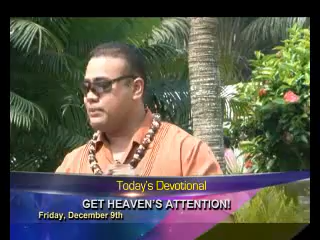 Today's Devotional
GET HEAVEN'S ATTENTION!
Friday, December 9th